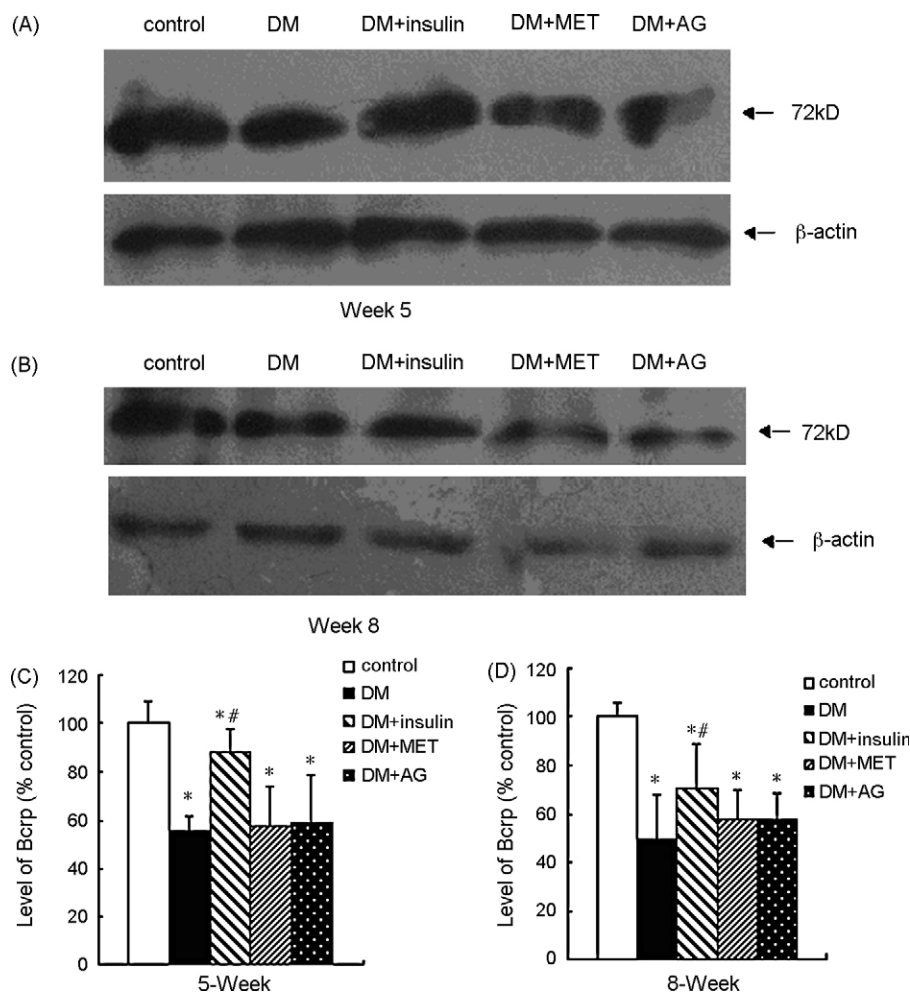 (A) control DM DM+insulin DM+MET DM+AG
72kD
β-actin
Week 5
(B) control DM DM+insulin DM+MET DM+AG
72kD
β-actin
Week 8
(C)
Level of Bcrp (% control)
120
100
80
60
40
20
0
* *# * *
control
DM
DM+insulin
DM+MET
DM+AG
5-Week
(D)
Level of Bcrp (% control)
120
100
80
60
40
20
0
* *# * *
control
DM
DM+insulin
DM+MET
DM+AG
8-Week